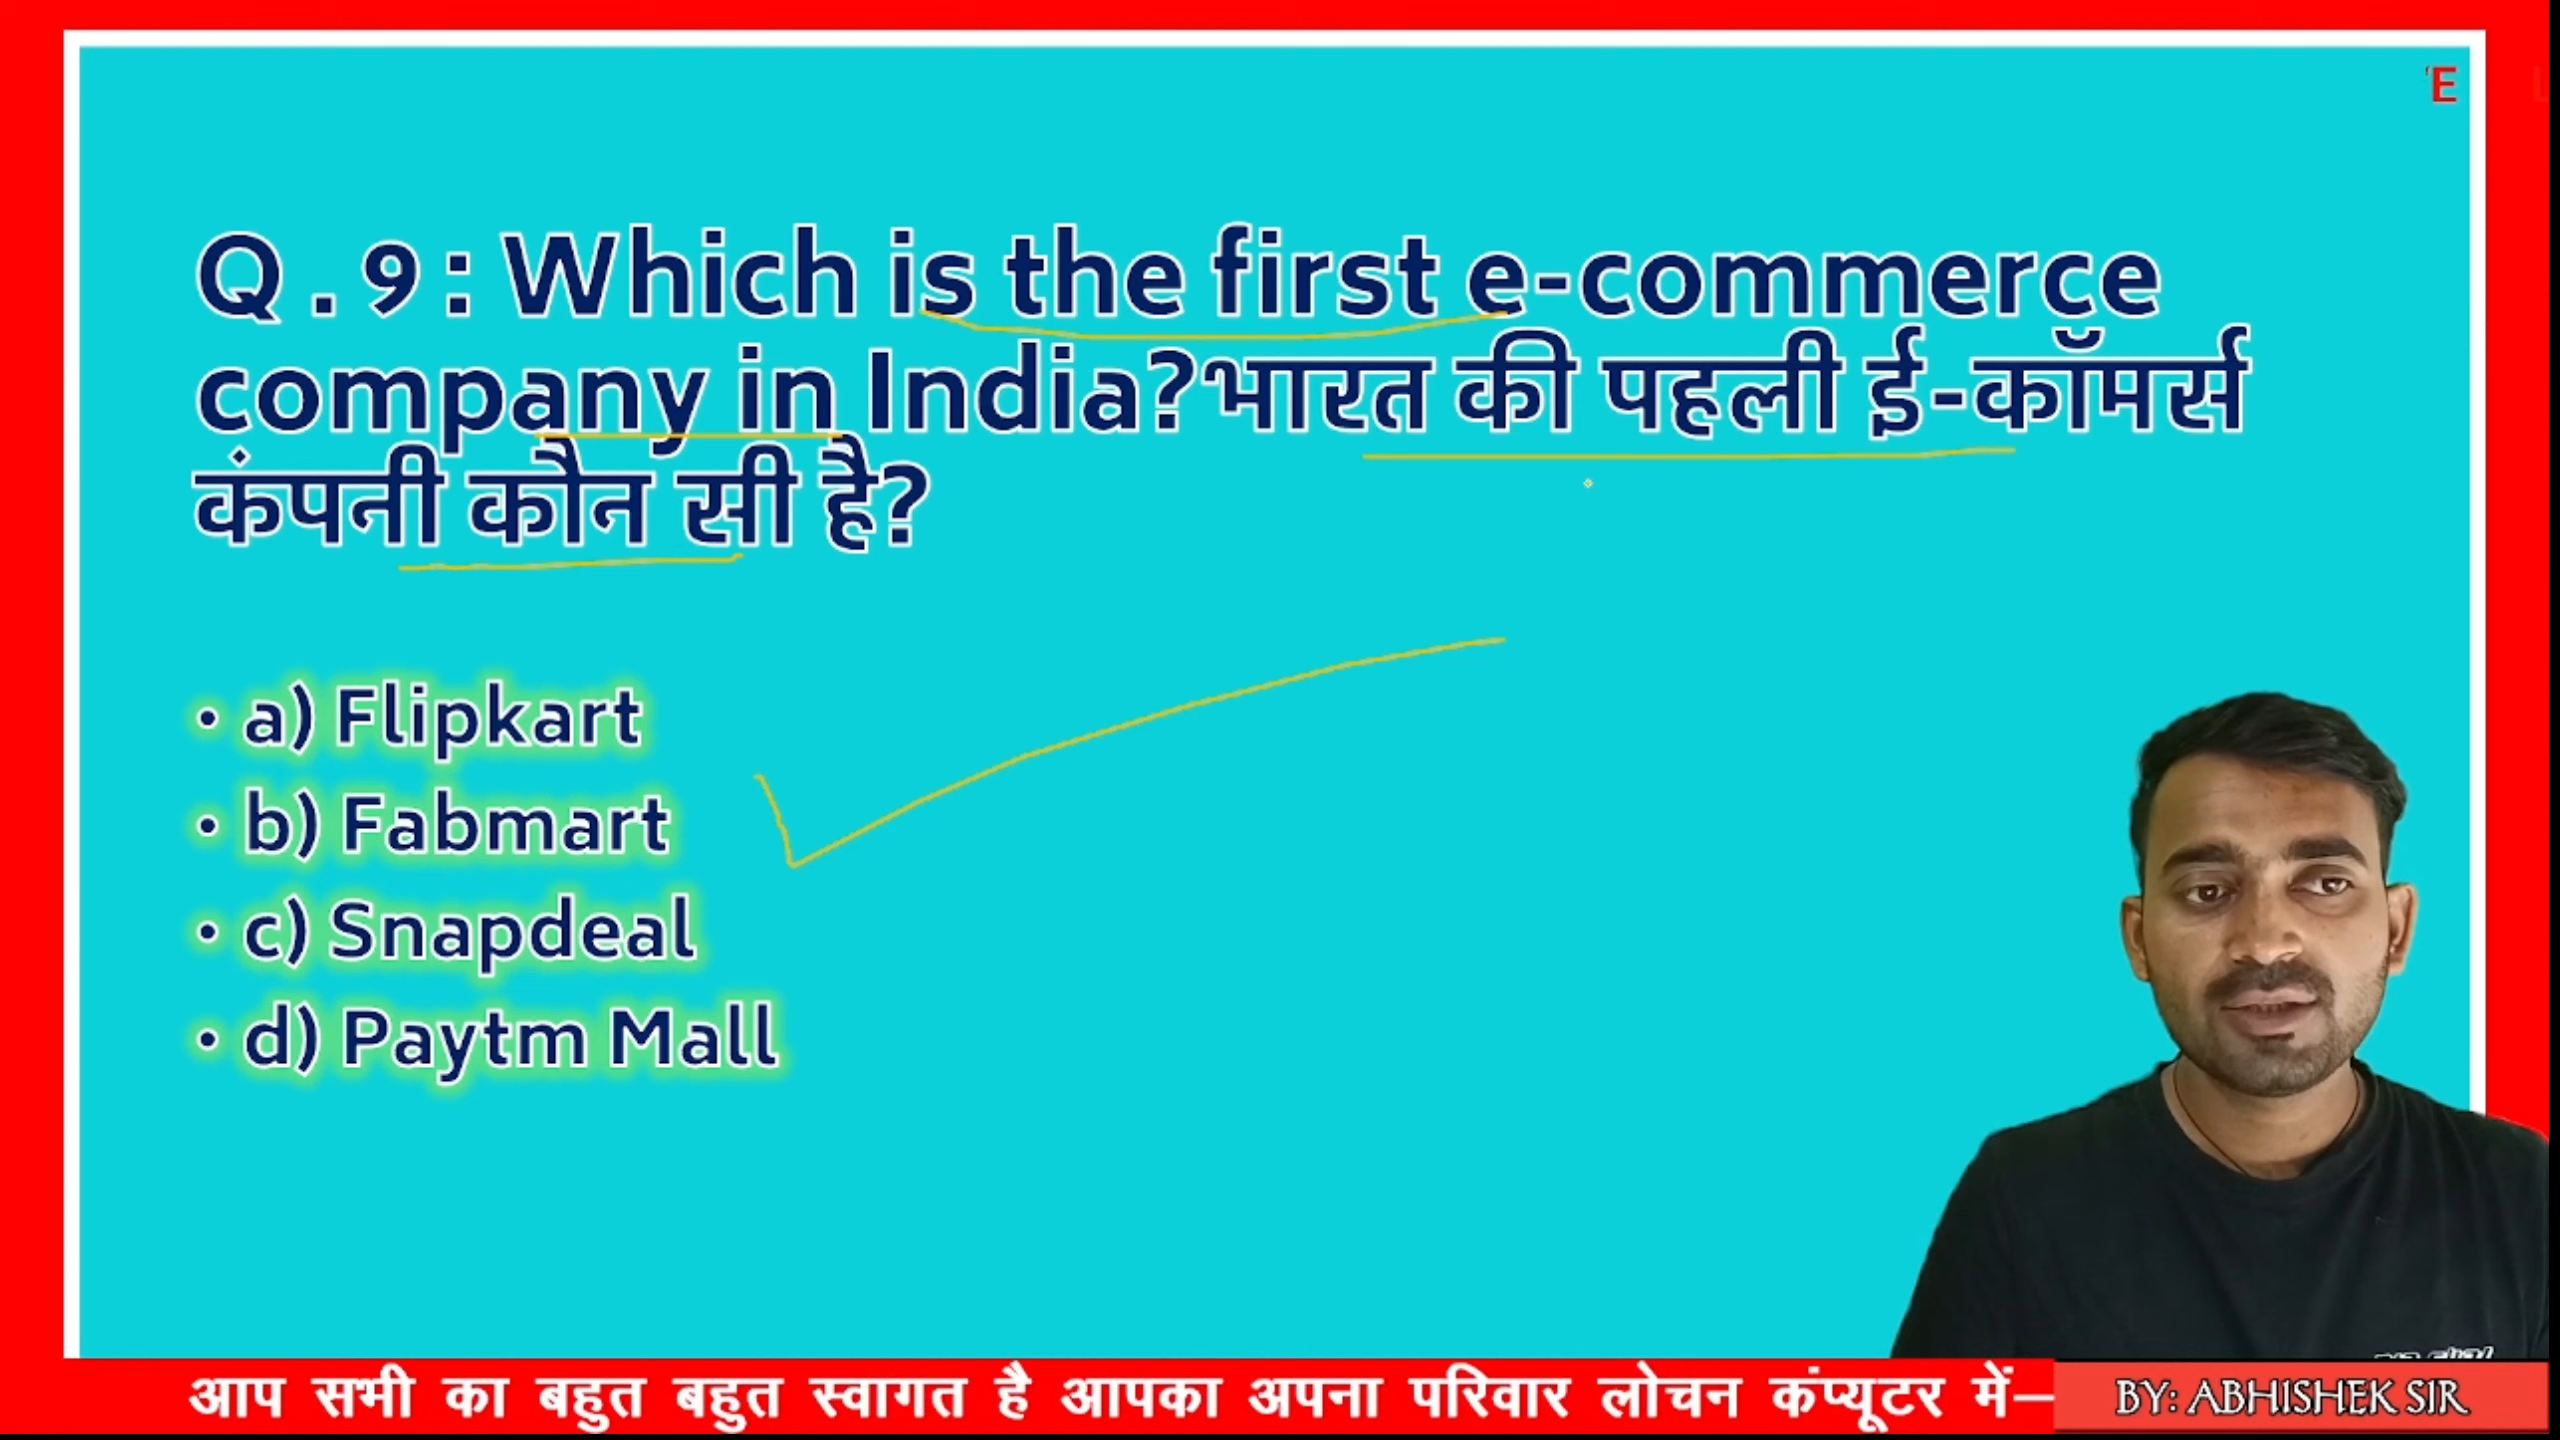 E
Q . 9 : Which is the first e-commerce
company in India?भारत की पहली ई-कॉमर्स
कंपनी कौन सी है?
• a) Flipkart
• b) Fabmart
• c) Snapdeal
• d) Paytm Mall
आप सभी का बहुत बहुत स्वागत है आपका अपना परिवार लोचन कंप्यूटर में–
BY: ABHISHEK SIR